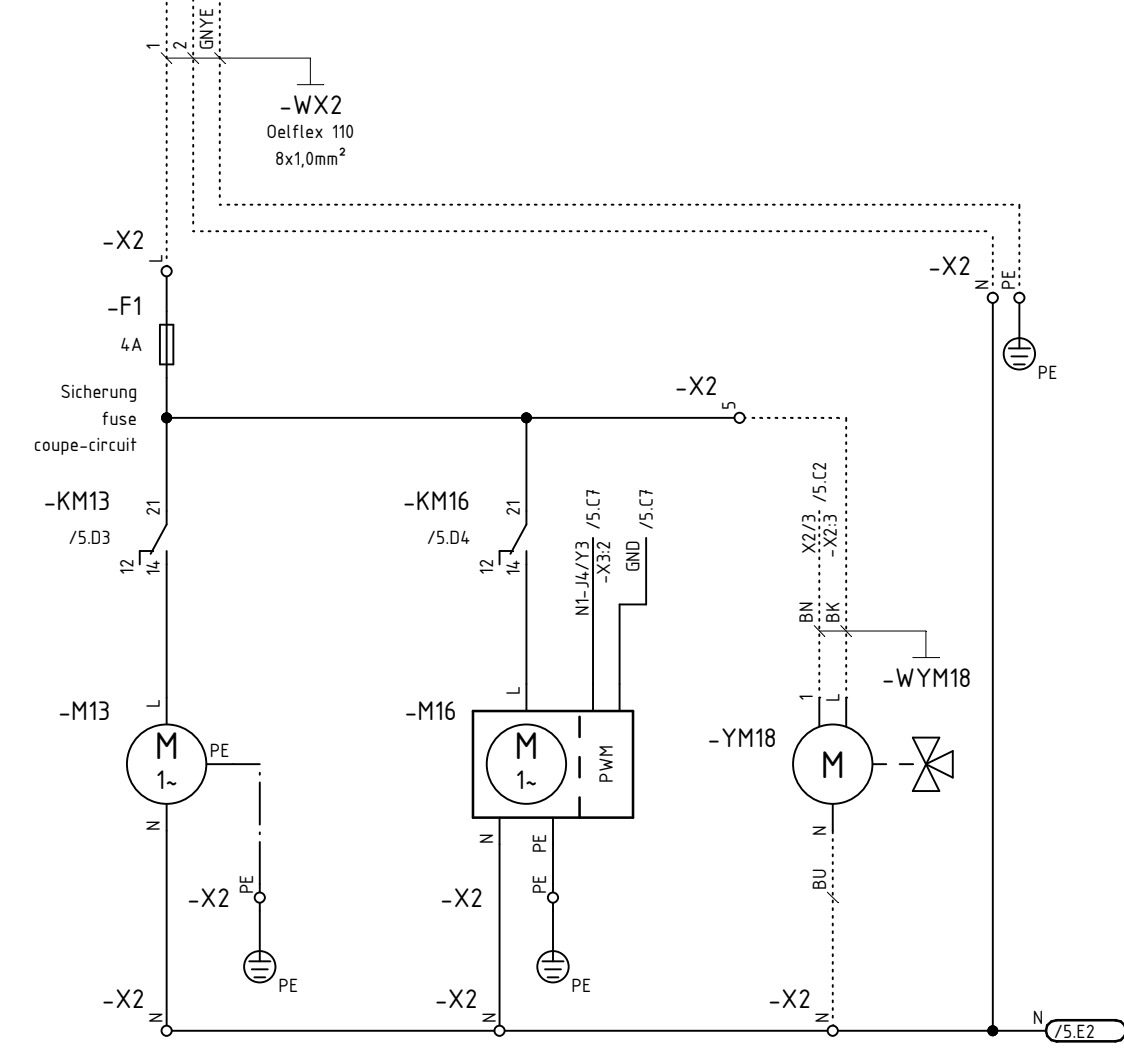 1
2
GNYE
-WX2
Oelflex 110
8x1,0mm²
-X2
L
-X2
N
PE
-F1
4A
PE
Sicherung
fuse
coupe-circuit
-X2
5
-KM13
21
/5.D3
12
14
-KM16
21
/5.D4
12
14
N1-J4/Y3 /5.C7
-X3:2
GND /5.C7
X2/3 /5.C2
-X2:3
BN
BK
-WYM18
-M13
L
M
1~
PE
N
-M16
L
M
1~
PWM
N
PE
-YM18
1
L
M
N
BU
-X2
PE
PE
-X2
PE
PE
-X2
N
-X2
N
-X2
N
N
/5.E2